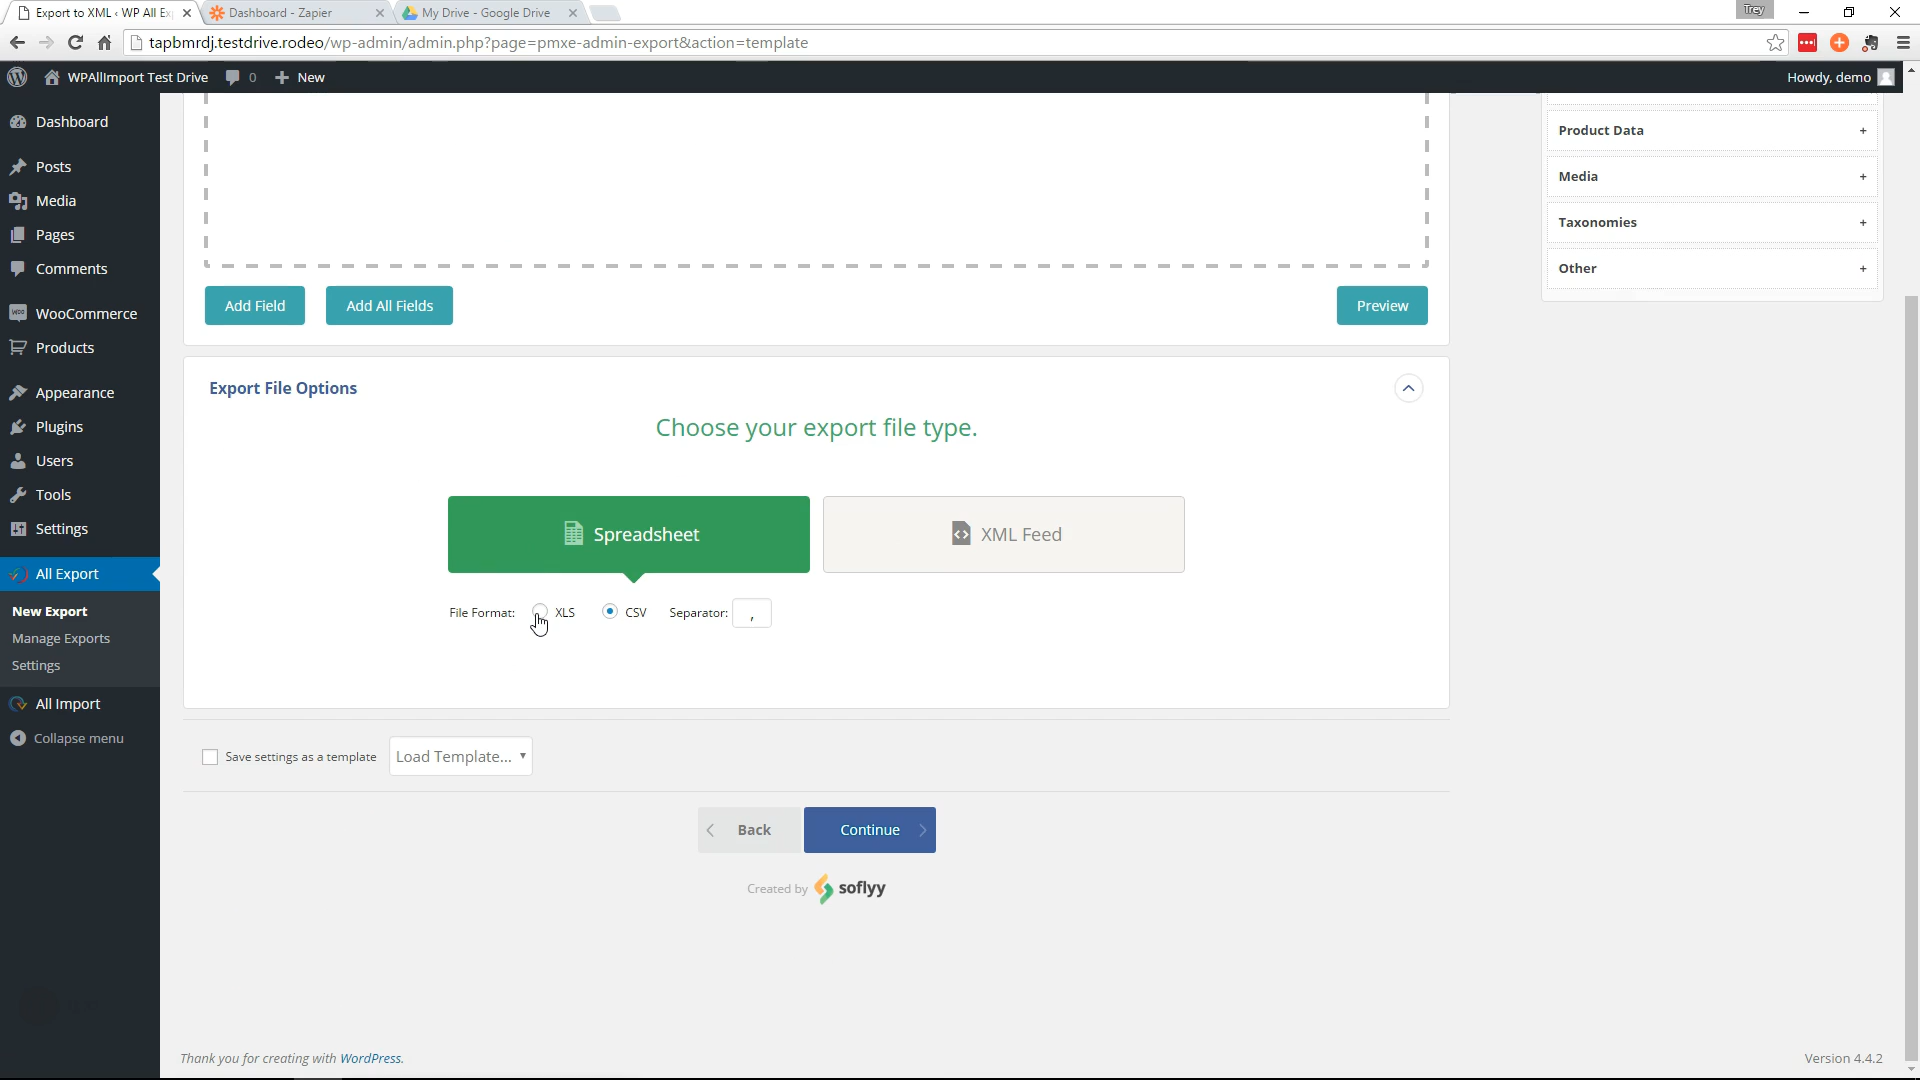 Export to XML ‹ WP All Ex
Dashboard - Zapier
My Drive - Google Drive
Trey
tapbmrdj.testdrive.rodeo/wp-admin/admin.php?page=pmxe-admin-export&action=template
WPAllImport Test Drive
0
New
Howdy, demo
Dashboard
Posts
Media
Pages
Comments
WooCommerce
Products
Appearance
Plugins
Users
Tools
Settings
All Export
New Export
Manage Exports
Settings
All Import
Collapse menu
Product Data +
Media +
Taxonomies +
Other +
Add Field
Add All Fields
Preview
Export File Options
Choose your export file type.
Spreadsheet
XML Feed
File Format: XLS CSV Separator: ,
Save settings as a template
Load Template...
Back
Continue
Created by soflyy
Thank you for creating with WordPress.
Version 4.4.2